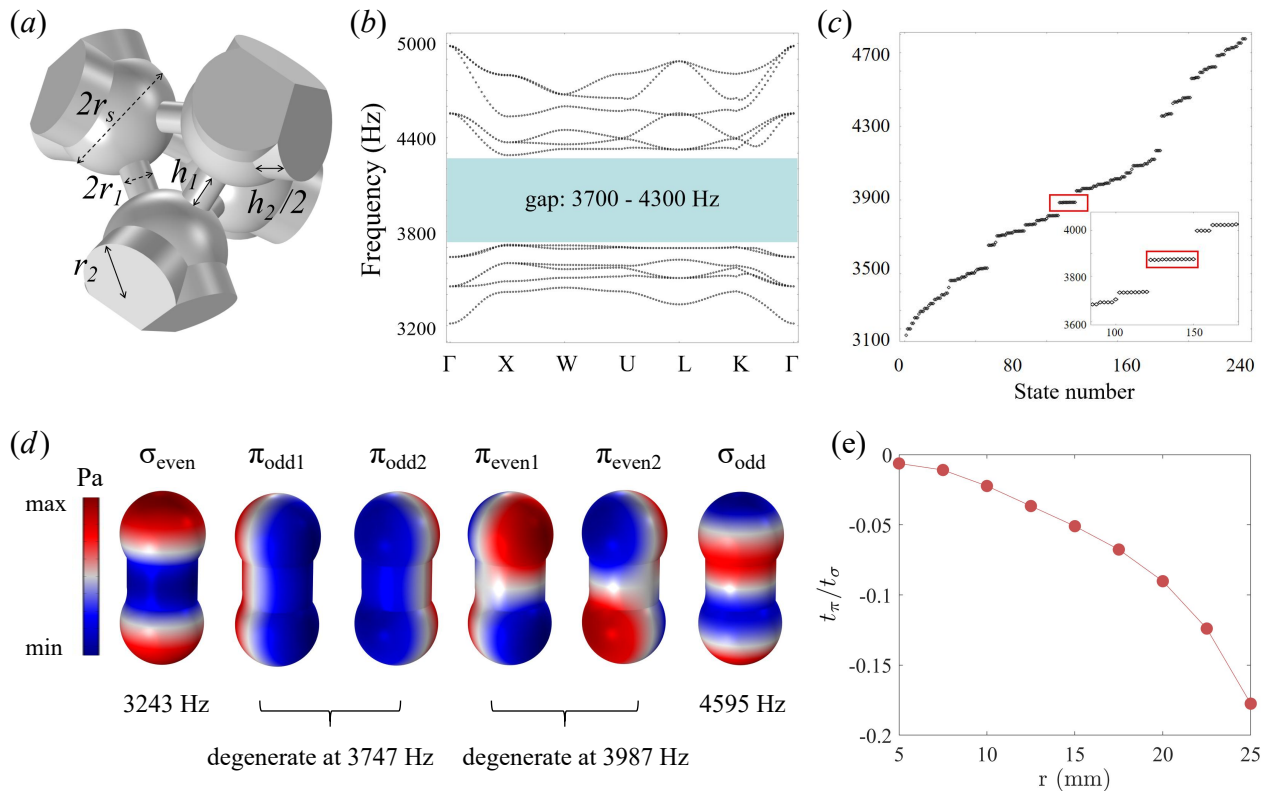 (a)
2r_s
2r_1
h_1
h_2/2
r_2
(b)
Frequency (Hz)
5000
4400
3800
3200
gap: 3700 - 4300 Hz
Γ X W U L K Γ
(c)
4700
4300
3900
3500
3100
4000
3800
3600
100 150
0 80 160 240
State number
(d)
Pa
max
min
σ_even π_odd1 π_odd2 π_even1 π_even2 σ_odd
3243 Hz
4595 Hz
degenerate at 3747 Hz
degenerate at 3987 Hz
(e)
t_π/t_σ
0
-0.05
-0.1
-0.15
-0.2
5 10 15 20 25
r (mm)